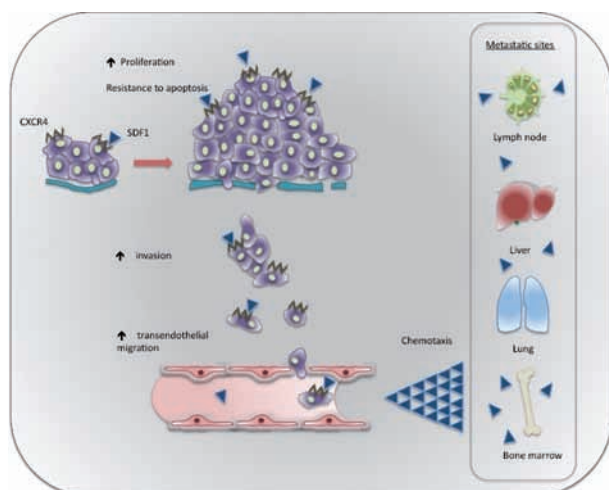 ↑ Proliferation
Resistance to apoptosis
CXCR4
SDF1
↑ invasion
↑ transendothelial
migration
Chemotaxis
Metastatic sites
Lymph node
Liver
Lung
Bone marrow